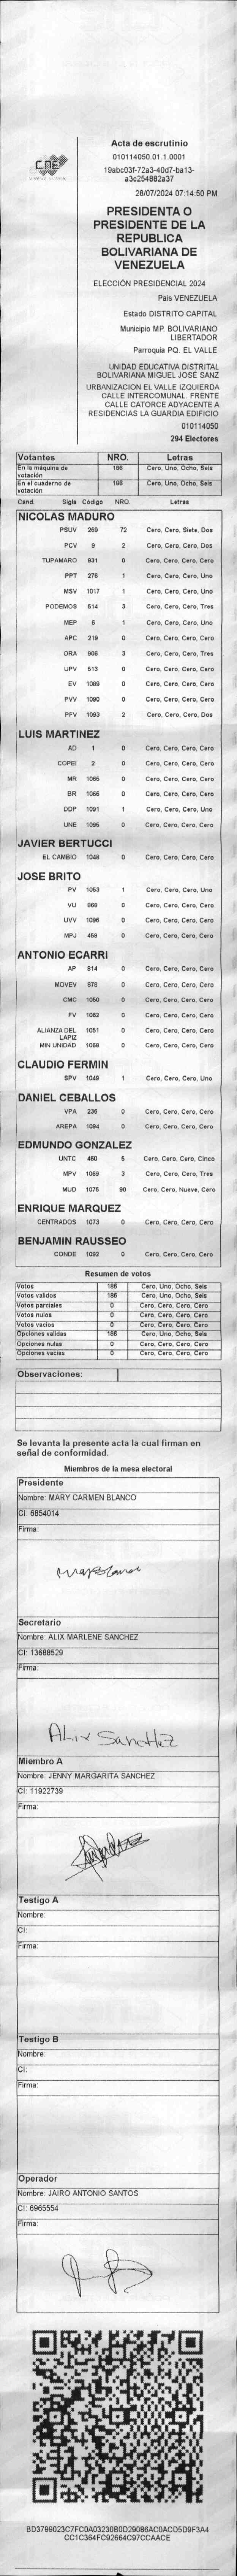 CNE
Acta de escrutinio
010114050.01.1.0001
19abc03f-72a3-40d7-ba13-
a3c254882a37
28/07/2024 07:14:50 PM
PRESIDENTA O
PRESIDENTE DE LA
REPUBLICA
BOLIVARIANA DE
VENEZUELA
ELECCIÓN PRESIDENCIAL 2024
País VENEZUELA
Estado DISTRITO CAPITAL
Municipio MP. BOLIVARIANO
LIBERTADOR
Parroquia PQ. EL VALLE
UNIDAD EDUCATIVA DISTRITAL
BOLIVARIANA MIGUEL JOSÉ SANZ
URBANIZACION EL VALLE IZQUIERDA
CALLE INTERCOMUNAL. FRENTE
CALLE CATORCE ADYACENTE A
RESIDENCIAS LA GUARDIA EDIFICIO
010114050
294 Electores
Votantes NRO. Letras
En la máquina de votación 186 Cero, Uno, Ocho, Seis
En el cuaderno de votación 186 Cero, Uno, Ocho, Seis
Cand. Sigla Código NRO. Letras
NICOLAS MADURO
PSUV 269 72 Cero, Cero, Siete, Dos
PCV 9 2 Cero, Cero, Cero, Dos
TUPAMARO 931 0 Cero, Cero, Cero, Cero
PPT 276 1 Cero, Cero, Cero, Uno
MSV 1017 1 Cero, Cero, Cero, Uno
PODEMOS 514 3 Cero, Cero, Cero, Tres
MEP 6 1 Cero, Cero, Cero, Uno
APC 219 0 Cero, Cero, Cero, Cero
ORA 906 3 Cero, Cero, Cero, Tres
UPV 513 0 Cero, Cero, Cero, Cero
EV 1099 0 Cero, Cero, Cero, Cero
PVV 1090 0 Cero, Cero, Cero, Cero
PFV 1093 2 Cero, Cero, Cero, Dos
LUIS MARTINEZ
AD 1 0 Cero, Cero, Cero, Cero
COPEI 2 0 Cero, Cero, Cero, Cero
MR 1065 0 Cero, Cero, Cero, Cero
BR 1066 0 Cero, Cero, Cero, Cero
DDP 1091 1 Cero, Cero, Cero, Uno
UNE 1095 0 Cero, Cero, Cero, Cero
JAVIER BERTUCCI
EL CAMBIO 1048 0 Cero, Cero, Cero, Cero
JOSE BRITO
PV 1053 1 Cero, Cero, Cero, Uno
VU 968 0 Cero, Cero, Cero, Cero
UVV 1096 0 Cero, Cero, Cero, Cero
MPJ 458 0 Cero, Cero, Cero, Cero
ANTONIO ECARRI
AP 814 0 Cero, Cero, Cero, Cero
MOVEV 878 0 Cero, Cero, Cero, Cero
CMC 1050 0 Cero, Cero, Cero, Cero
FV 1062 0 Cero, Cero, Cero, Cero
ALIANZA DEL LAPIZ 1051 0 Cero, Cero, Cero, Cero
MIN UNIDAD 1068 0 Cero, Cero, Cero, Cero
CLAUDIO FERMIN
SPV 1049 1 Cero, Cero, Cero, Uno
DANIEL CEBALLOS
VPA 236 0 Cero, Cero, Cero, Cero
AREPA 1094 0 Cero, Cero, Cero, Cero
EDMUNDO GONZALEZ
UNTC 460 5 Cero, Cero, Cero, Cinco
MPV 1069 3 Cero, Cero, Cero, Tres
MUD 1075 90 Cero, Cero, Nueve, Cero
ENRIQUE MARQUEZ
CENTRADOS 1073 0 Cero, Cero, Cero, Cero
BENJAMIN RAUSSEO
CONDE 1092 0 Cero, Cero, Cero, Cero
Resumen de votos
Votos 186 Cero, Uno, Ocho, Seis
Votos validos 186 Cero, Uno, Ocho, Seis
Votos parciales 0 Cero, Cero, Cero, Cero
Votos nulos 0 Cero, Cero, Cero, Cero
Votos vacios 0 Cero, Cero, Cero, Cero
Opciones validas 186 Cero, Uno, Ocho, Seis
Opciones nulas 0 Cero, Cero, Cero, Cero
Opciones vacias 0 Cero, Cero, Cero, Cero
Observaciones:
Se levanta la presente acta la cual firman en
señal de conformidad.
Miembros de la mesa electoral
Presidente
Nombre: MARY CARMEN BLANCO
CI: 6854014
Firma:
Secretario
Nombre: ALIX MARLENE SANCHEZ
CI: 13688529
Firma:
Alix Sanchez
Miembro A
Nombre: JENNY MARGARITA SANCHEZ
CI: 11922739
Firma:
Testigo A
Nombre:
CI:
Firma:
Testigo B
Nombre:
CI:
Firma:
Operador
Nombre: JAIRO ANTONIO SANTOS
CI: 6965554
Firma:
BD3799023C7FC0A03230B0D29086AC0ACD5D9F3A4
CC1C364FC92664C97CCAACE